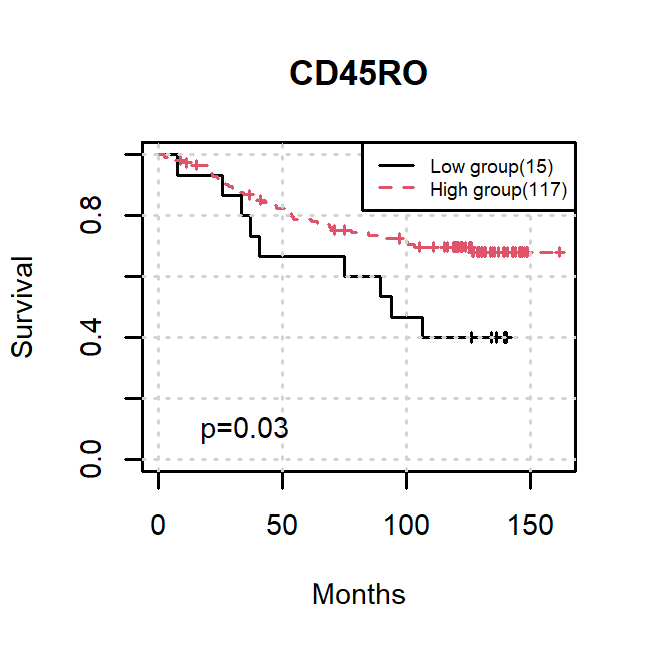 CD45RO
Low group(15)
High group(117)
0.8
0.4
0.0
Survival
p=0.03
0 50 100 150
Months